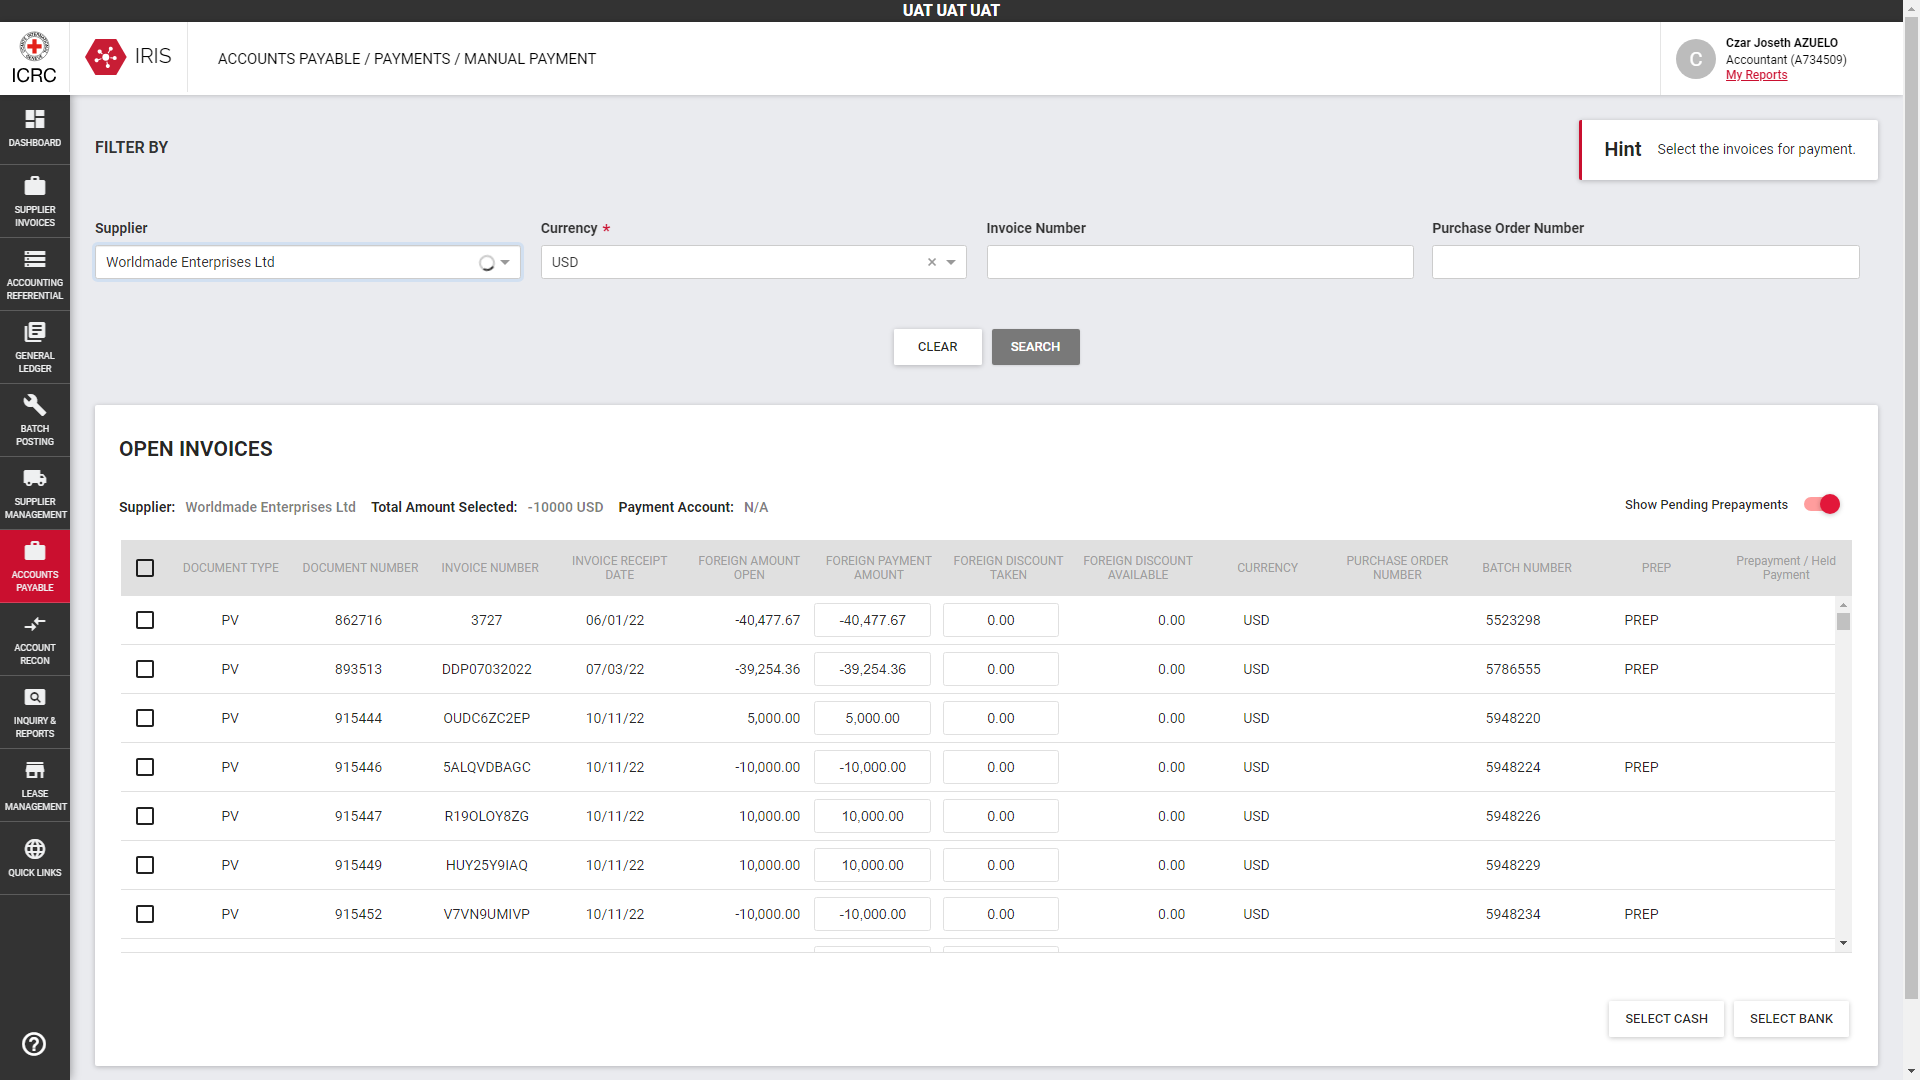 UAT UAT UAT
ICRC
IRIS
ACCOUNTS PAYABLE / PAYMENTS / MANUAL PAYMENT
C
Czar Joseth AZUELO
Accountant (A734509)
My Reports
DASHBOARD
SUPPLIER
INVOICES
ACCOUNTING
REFERENTIAL
GENERAL
LEDGER
BATCH
POSTING
SUPPLIER
MANAGEMENT
ACCOUNTS
PAYABLE
ACCOUNT
RECON
INQUIRY &
REPORTS
LEASE
MANAGEMENT
QUICK LINKS
FILTER BY
Hint Select the invoices for payment.
Supplier Currency * Invoice Number Purchase Order Number
Worldmade Enterprises Ltd USD
CLEAR SEARCH
OPEN INVOICES
Supplier: Worldmade Enterprises Ltd Total Amount Selected: -10000 USD Payment Account: N/A
Show Pending Prepayments
DOCUMENT TYPE DOCUMENT NUMBER INVOICE NUMBER INVOICE RECEIPT DATE FOREIGN AMOUNT OPEN FOREIGN PAYMENT AMOUNT FOREIGN DISCOUNT TAKEN FOREIGN DISCOUNT AVAILABLE CURRENCY PURCHASE ORDER NUMBER BATCH NUMBER PREP Prepayment / Held Payment
PV 862716 3727 06/01/22 -40,477.67 -40,477.67 0.00 0.00 USD 5523298 PREP
PV 893513 DDP07032022 07/03/22 -39,254.36 -39,254.36 0.00 0.00 USD 5786555 PREP
PV 915444 OUDC6ZC2EP 10/11/22 5,000.00 5,000.00 0.00 0.00 USD 5948220
PV 915446 5ALQVDBAGC 10/11/22 -10,000.00 -10,000.00 0.00 0.00 USD 5948224 PREP
PV 915447 R19OLOY8ZG 10/11/22 10,000.00 10,000.00 0.00 0.00 USD 5948226
PV 915449 HUY25Y9IAQ 10/11/22 10,000.00 10,000.00 0.00 0.00 USD 5948229
PV 915452 V7VN9UMIVP 10/11/22 -10,000.00 -10,000.00 0.00 0.00 USD 5948234 PREP
SELECT CASH SELECT BANK